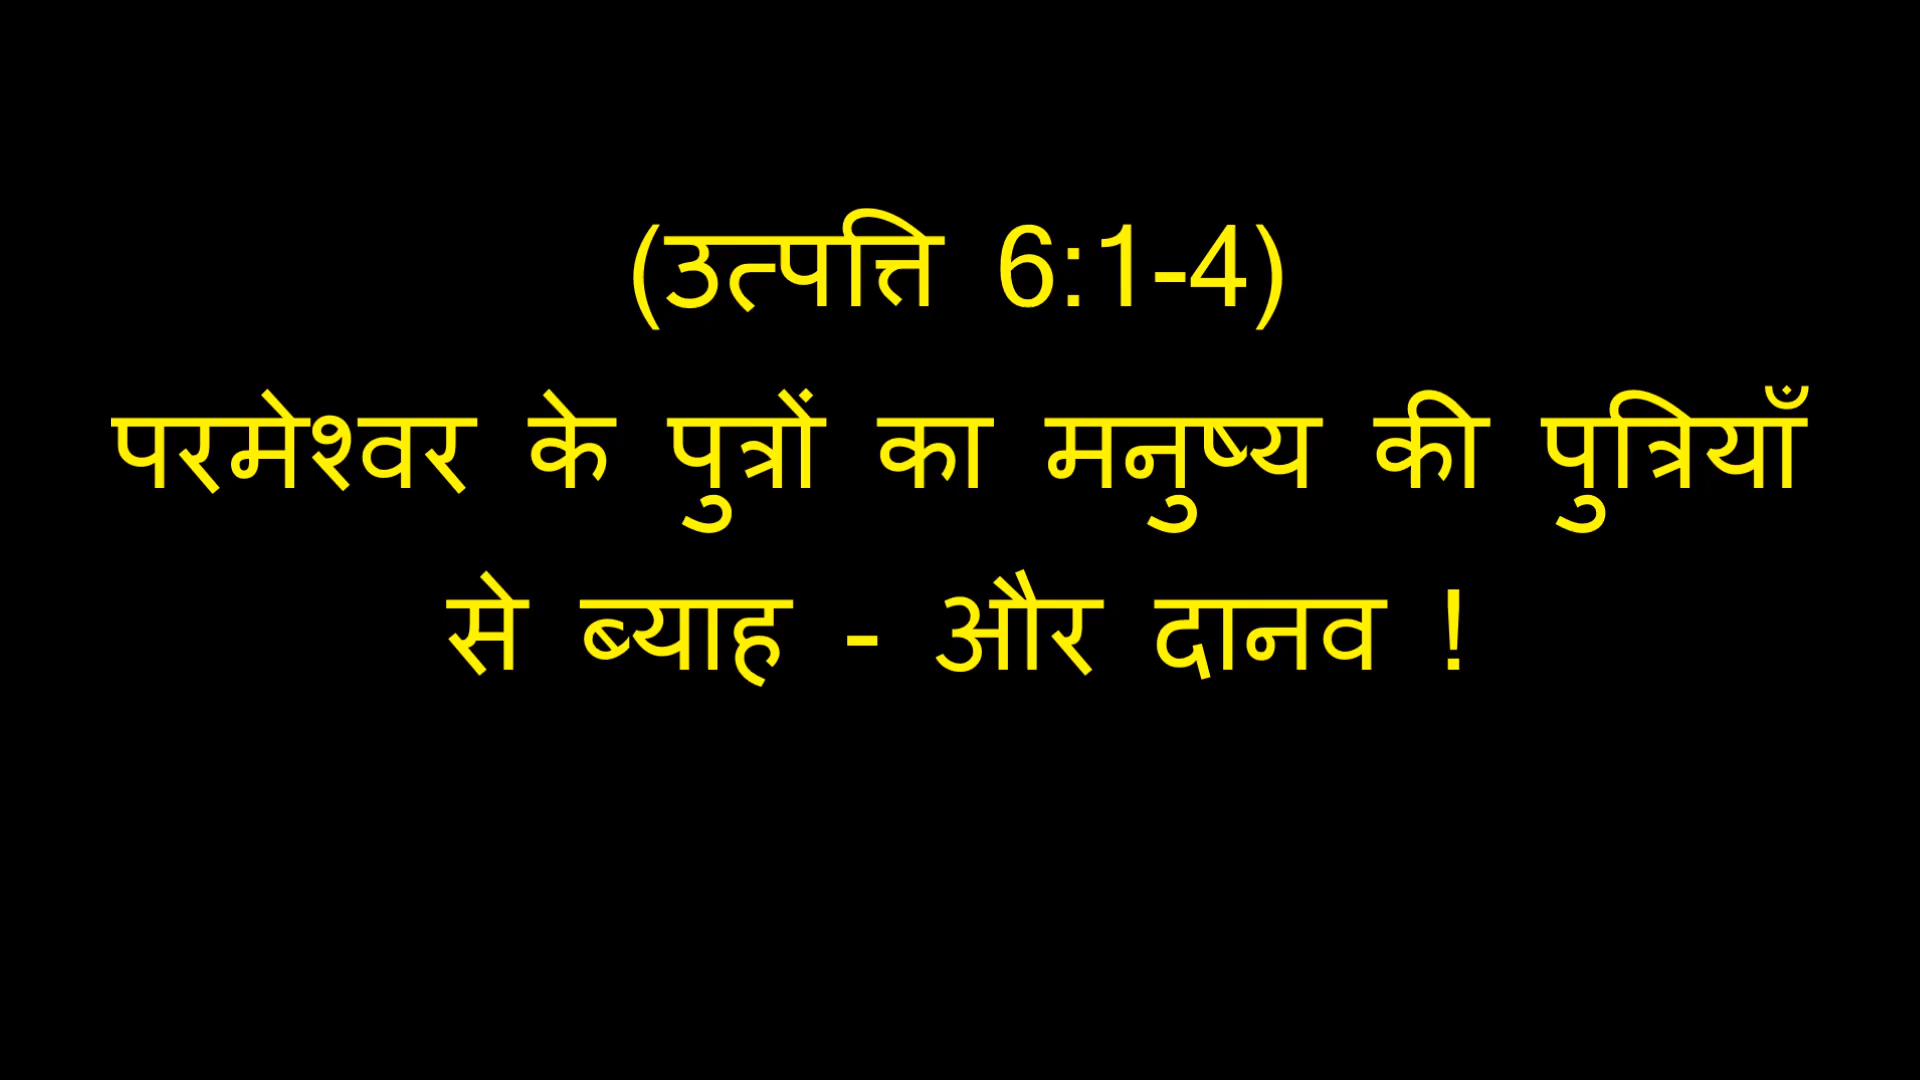 (उत्पत्ति 6:1-4)
परमेश्वर के पुत्रों का मनुष्य की पुत्रियाँ
से ब्याह - और दानव !